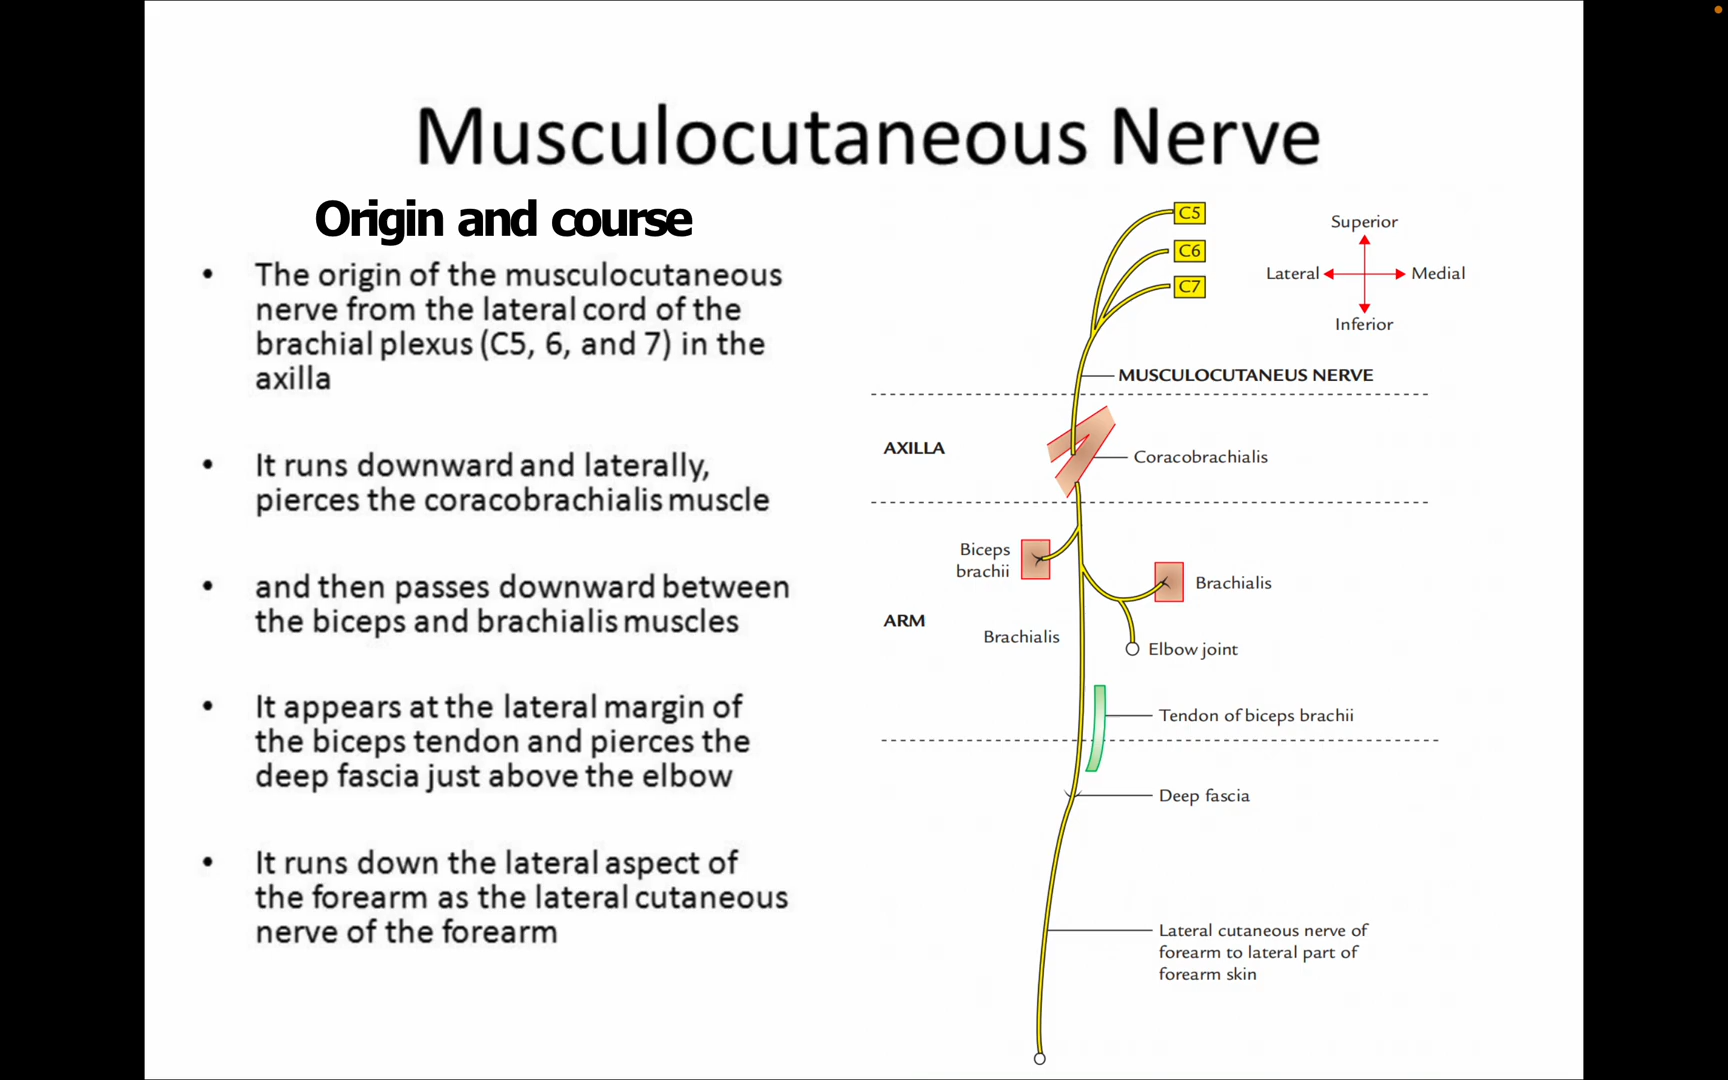 Musculocutaneous Nerve
Origin and course
• The origin of the musculocutaneous
nerve from the lateral cord of the
brachial plexus (C5, 6, and 7) in the
axilla
• It runs downward and laterally,
pierces the coracobrachialis muscle
• and then passes downward between
the biceps and brachialis muscles
• It appears at the lateral margin of
the biceps tendon and pierces the
deep fascia just above the elbow
• It runs down the lateral aspect of
the forearm as the lateral cutaneous
nerve of the forearm
C5
C6
C7
Superior
Lateral
Medial
Inferior
MUSCULOCUTANEUS NERVE
AXILLA
Coracobrachialis
Biceps
brachii
Brachialis
ARM
Brachialis
Elbow joint
Tendon of biceps brachii
Deep fascia
Lateral cutaneous nerve of
forearm to lateral part of
forearm skin